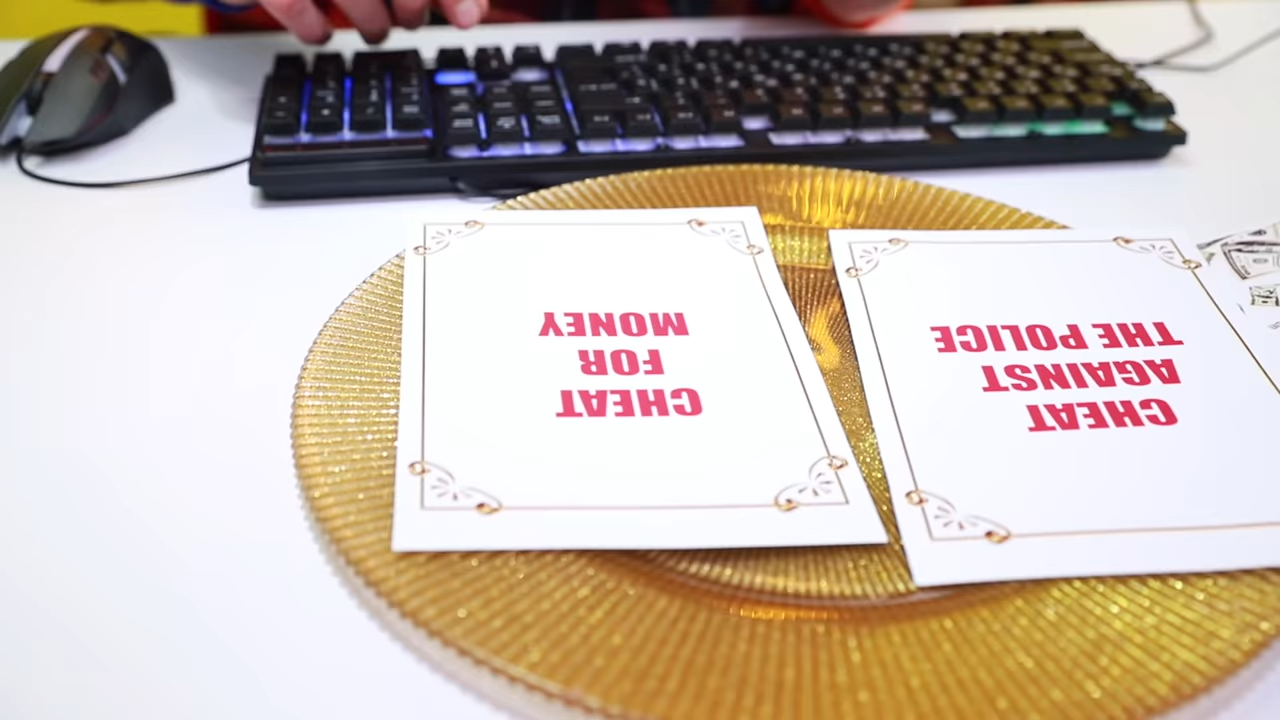 CHEAT
FOR
MONEY
CHEAT
AGAINST
THE POLICE